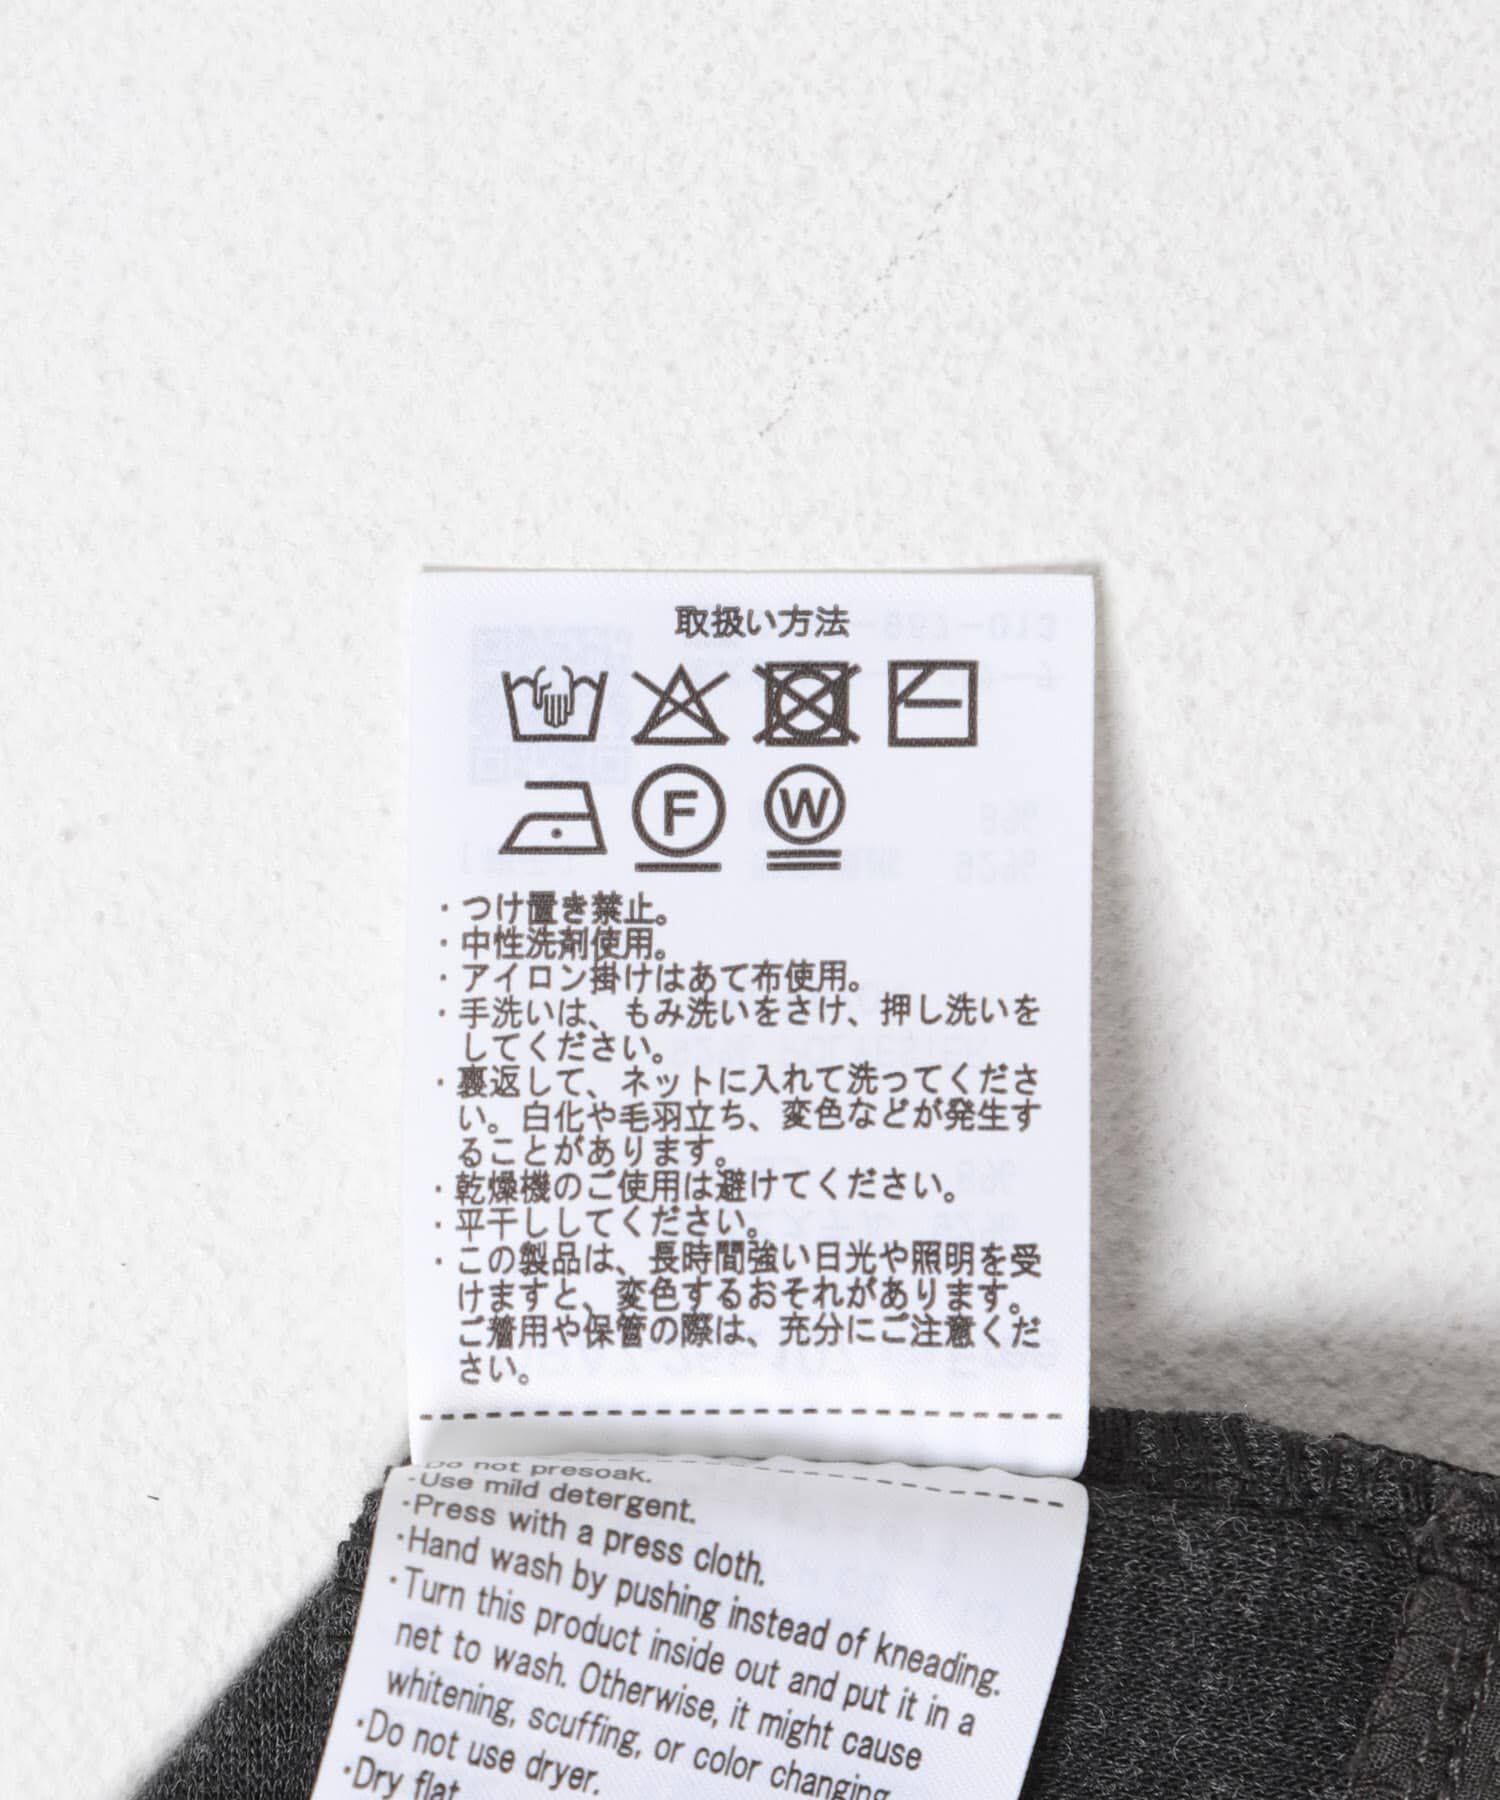 取扱い方法
F W
・つけ置き禁止。
・中性洗剤使用。
・アイロン掛けはあて布使用。
・手洗いは、もみ洗いをさけ、押し洗いを
してください。
・裏返して、ネットに入れて洗ってくださ
い。白化や毛羽立ち、変色などが発生す
ることがあります。
・乾燥機のご使用は避けてください。
・平干ししてください。
・この製品は、長時間強い日光や照明を受
けますと、変色するおそれがあります。
ご着用や保管の際は、充分にご注意くだ
さい。
・Do not presoak.
・Use mild detergent.
・Press with a press cloth.
・Hand wash by pushing instead of kneading.
・Turn this product inside out and put it in a
net to wash. Otherwise, it might cause
whitening, scuffing, or color changing.
・Do not use dryer.
・Dry flat